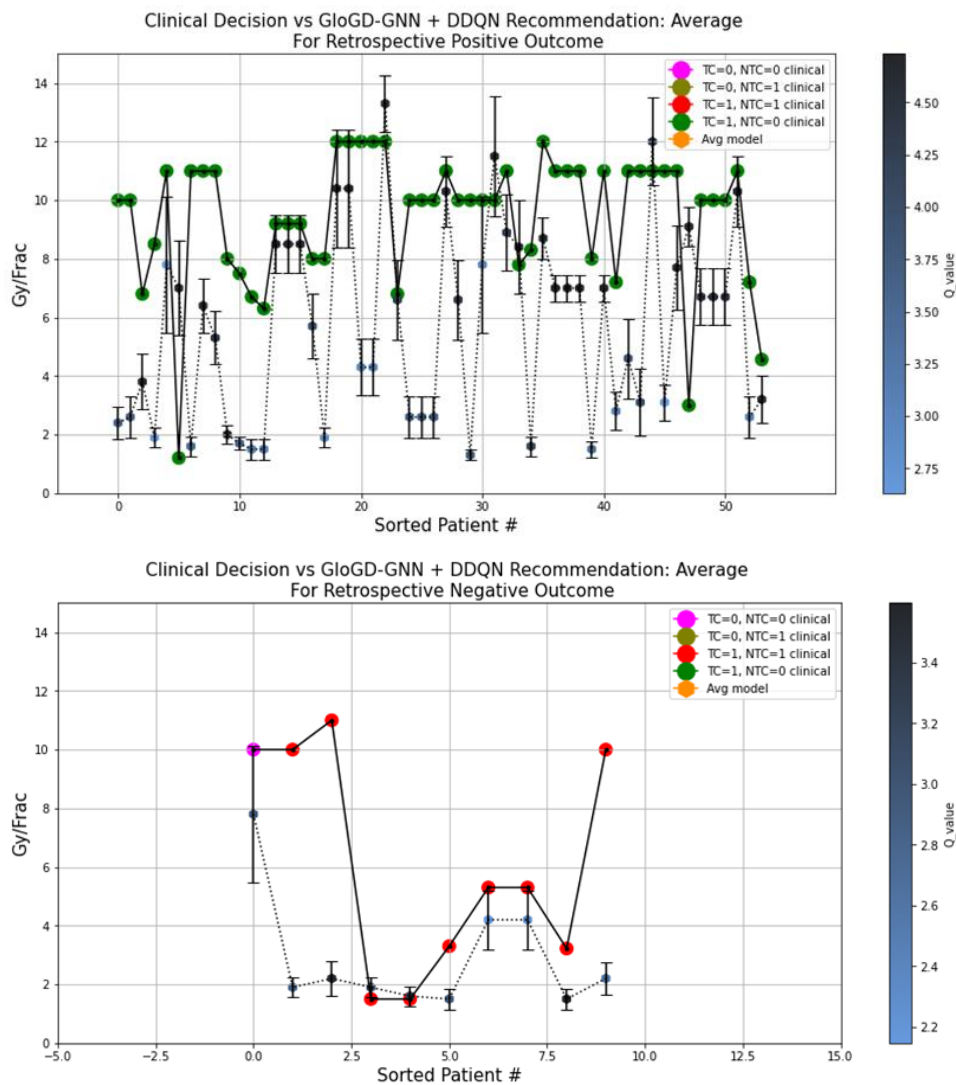 Clinical Decision vs GloGD-GNN + DDQN Recommendation: Average
For Retrospective Positive Outcome
14
12
10
8
6
4
2
0
Gy/Frac
TC=0, NTC=0 clinical
TC=0, NTC=1 clinical
TC=1, NTC=1 clinical
TC=1, NTC=0 clinical
Avg model
0 10 20 30 40 50
Sorted Patient #
4.50
4.25
4.00
3.75
3.50
3.25
3.00
2.75
Q_value
Clinical Decision vs GloGD-GNN + DDQN Recommendation: Average
For Retrospective Negative Outcome
14
12
10
8
6
4
2
0
Gy/Frac
TC=0, NTC=0 clinical
TC=0, NTC=1 clinical
TC=1, NTC=1 clinical
TC=1, NTC=0 clinical
Avg model
−5.0 −2.5 0.0 2.5 5.0 7.5 10.0 12.5 15.0
Sorted Patient #
3.4
3.2
3.0
2.8
2.6
2.4
2.2
Q_value